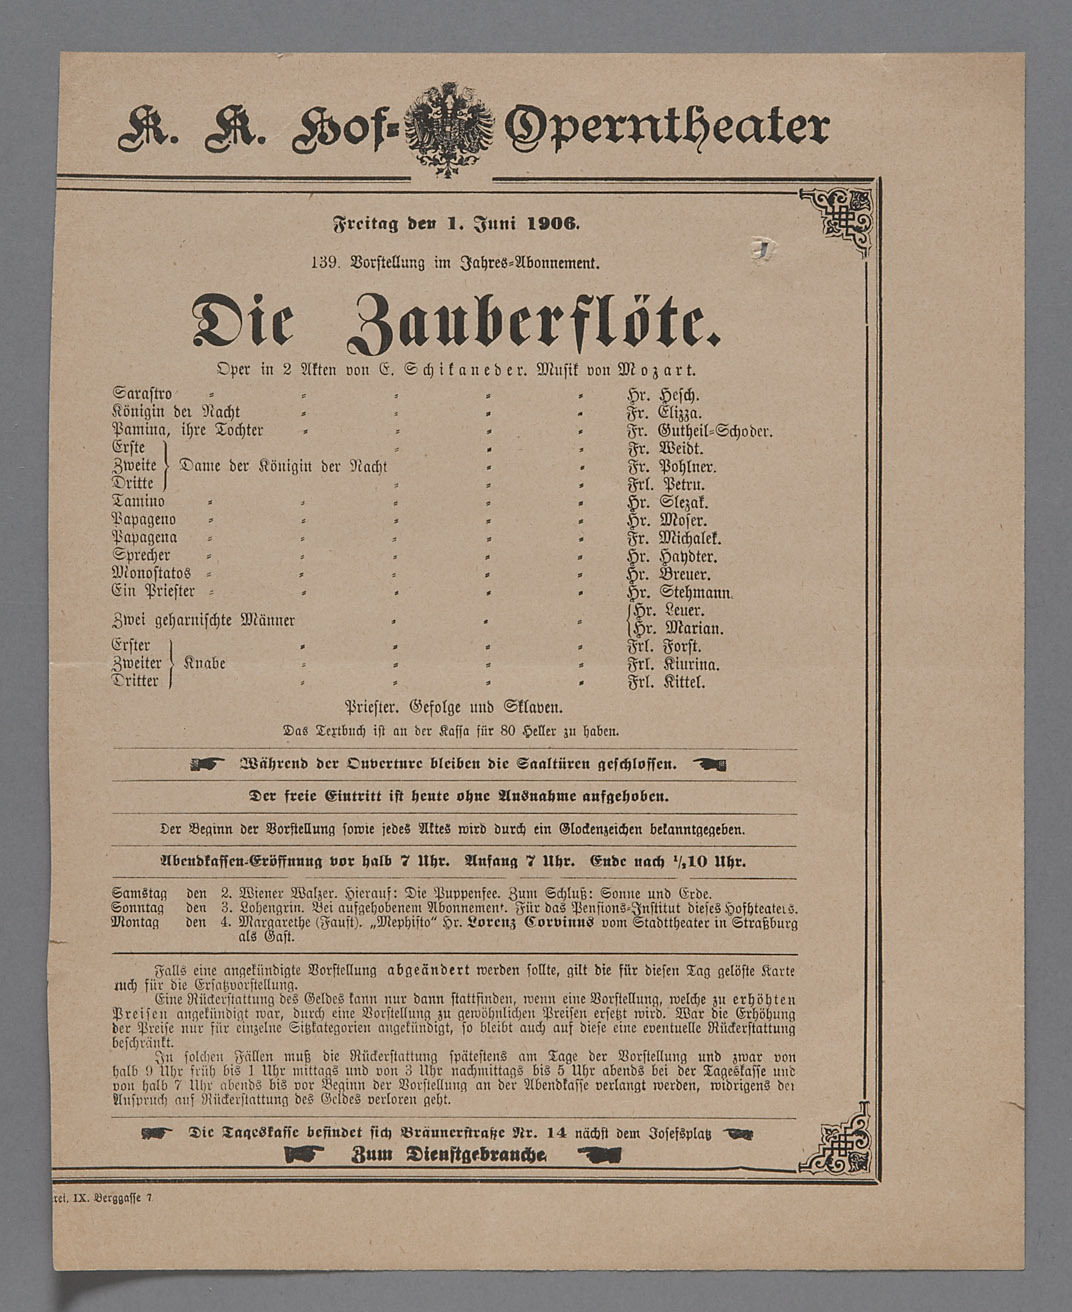 K. K. Hof- Operntheater
Freitag den 1. Juni 1906.
139. Vorstellung im Jahres-Abonnement.
Die Zauberflöte.
Oper in 2 Akten von E. Schikaneder. Musik von Mozart.
Sarastro Hr. Hesch.
Königin der Nacht Fr. Elizza.
Pamina, ihre Tochter Fr. Gutheil-Schoder.
Erste Fr. Weidt.
Zweite } Dame der Königin der Nacht Fr. Pohlner.
Dritte Frl. Petru.
Tamino Hr. Slezak.
Papageno Hr. Moser.
Papagena Fr. Michalek.
Sprecher Hr. Haydter.
Monostatos Hr. Breuer.
Ein Priester Hr. Stehmann.
Zwei geharnischte Männer { Hr. Leuer.
Hr. Marian.
Erster Frl. Forst.
Zweiter } Knabe Frl. Kiurina.
Dritter Frl. Kittel.
Priester. Gefolge und Sklaven.
Das Textbuch ist an der Kassa für 80 Heller zu haben.
Während der Ouverture bleiben die Saaltüren geschlossen.
Der freie Eintritt ist heute ohne Ausnahme aufgehoben.
Der Beginn der Vorstellung sowie jedes Aktes wird durch ein Glockenzeichen bekanntgegeben.
Abendkassen-Eröffnung vor halb 7 Uhr. Anfang 7 Uhr. Ende nach ½10 Uhr.
Samstag den 2. Wiener Walzer. Hierauf: Die Puppenfee. Zum Schluß: Sonne und Erde.
Sonntag den 3. Lohengrin. Bei aufgehobenem Abonnement. Für das Pensions-Institut dieses Hoftheaters.
Montag den 4. Margarethe (Faust). „Mephisto“ Hr. Lorenz Corvinus vom Stadttheater in Straßburg
als Gast.
Falls eine angekündigte Vorstellung abgeändert werden sollte, gilt die für diesen Tag gelöste Karte
auch für die Ersatzvorstellung.
Eine Rückerstattung des Geldes kann nur dann stattfinden, wenn eine Vorstellung, welche zu erhöhten
Preisen angekündigt war, durch eine Vorstellung zu gewöhnlichen Preisen ersetzt wird. War die Erhöhung
der Preise nur für einzelne Sitzkategorien angekündigt, so bleibt auch auf diese eine eventuelle Rückerstattung
beschränkt.
In solchen Fällen muß die Rückerstattung spätestens am Tage der Vorstellung und zwar von
halb 9 Uhr früh bis 1 Uhr mittags und von 3 Uhr nachmittags bis 5 Uhr abends bei der Tageskasse und
von halb 7 Uhr abends bis vor Beginn der Vorstellung an der Abendkasse verlangt werden, widrigens der
Anspruch auf Rückerstattung des Geldes verloren geht.
Die Tageskasse befindet sich Bräunerstraße Nr. 14 nächst dem Josefsplatz
Zum Dienstgebrauche.
rei, IX. Berggasse 7